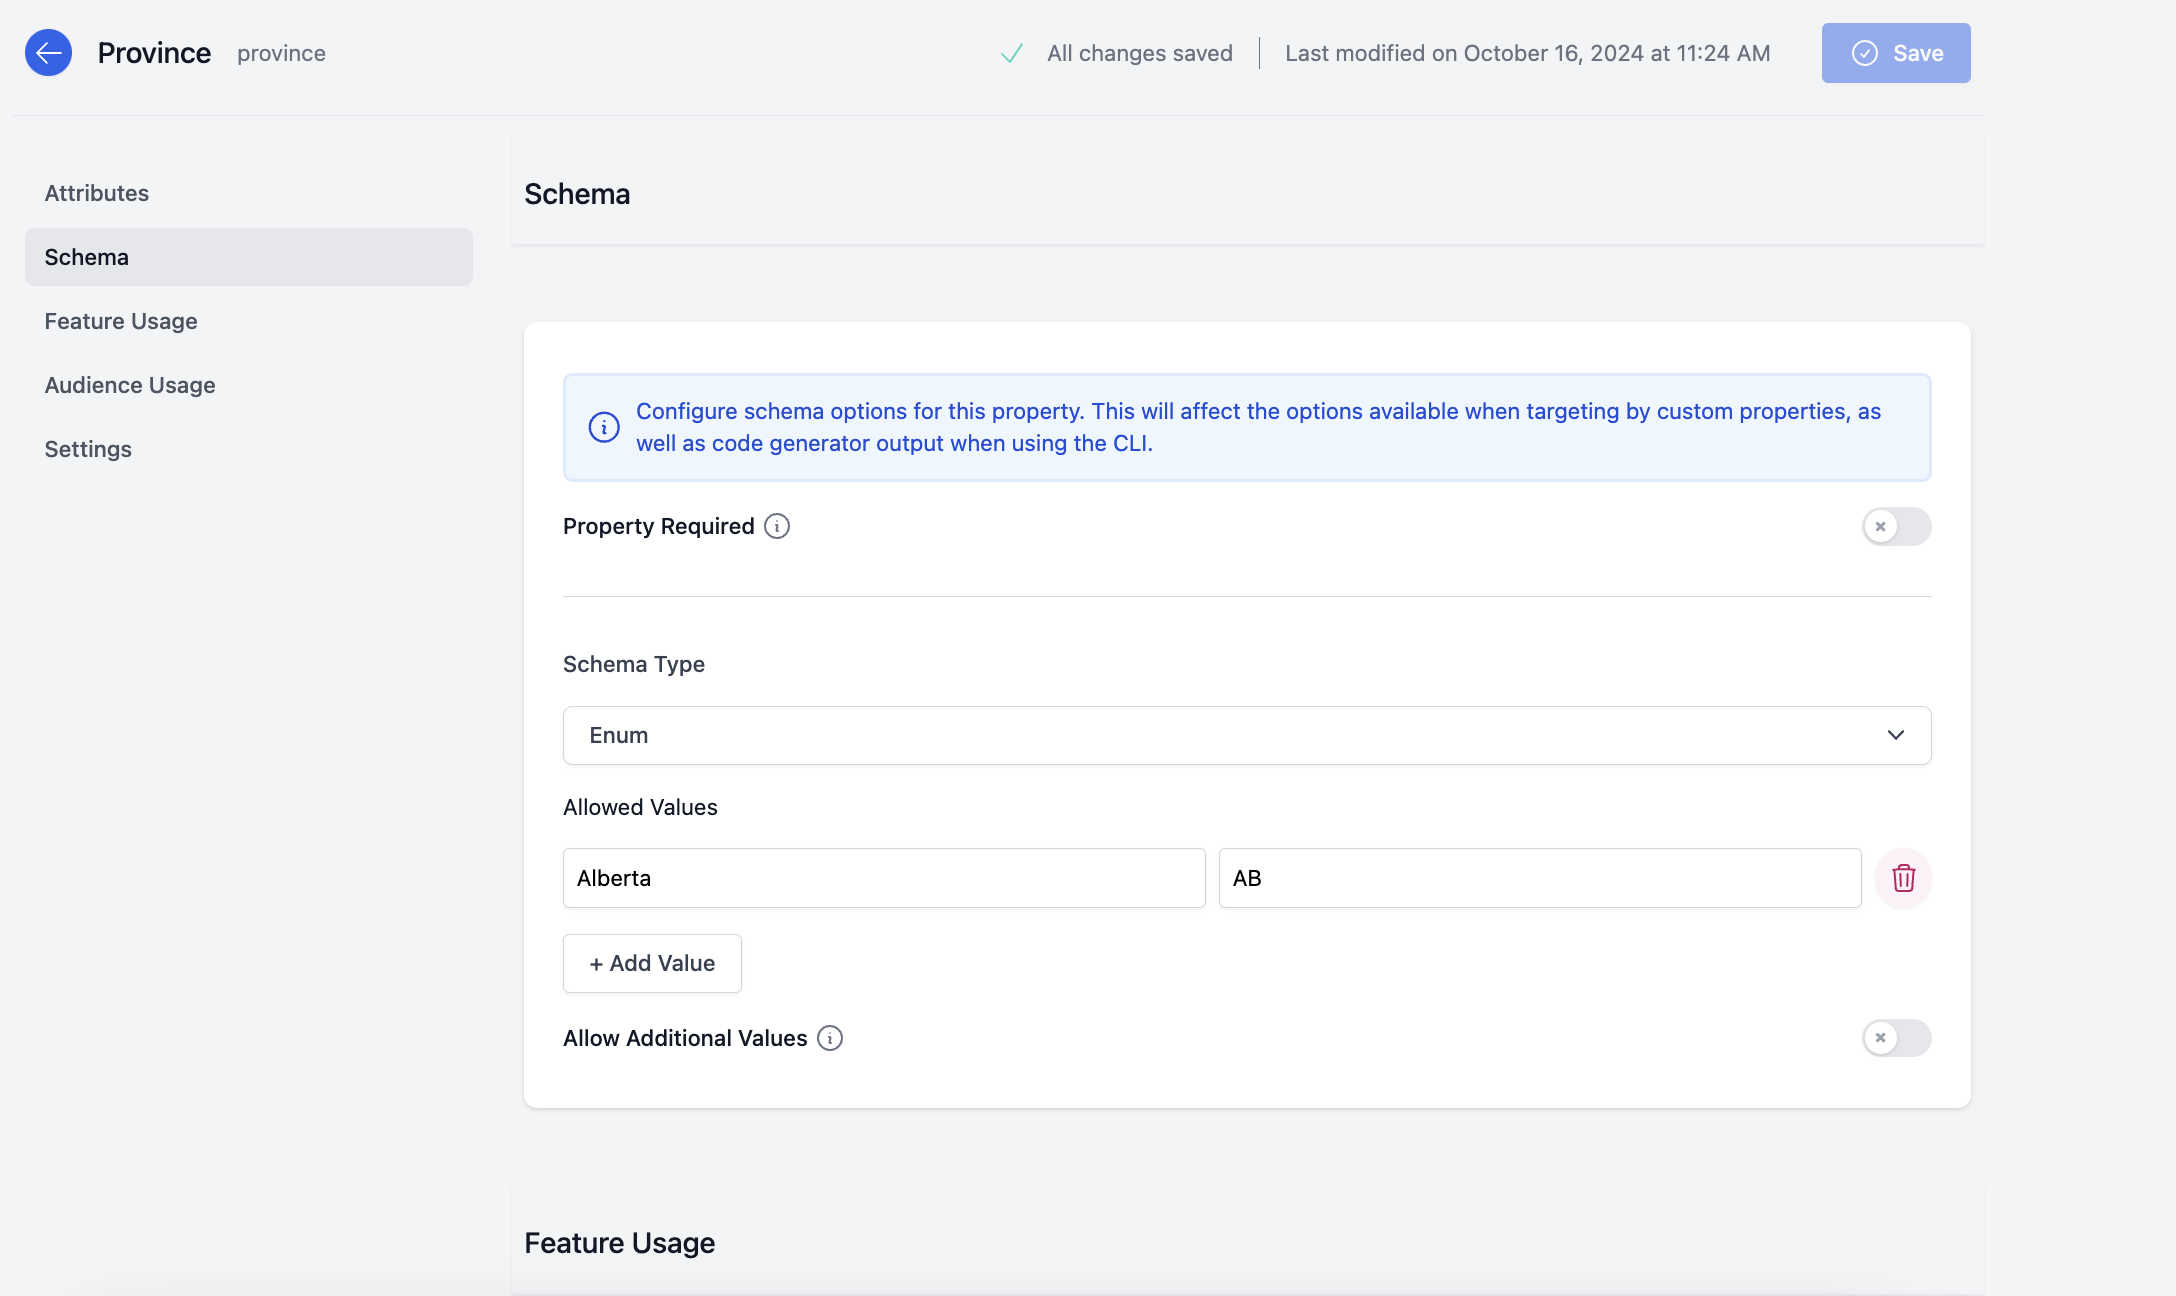 Province province
All changes saved Last modified on October 16, 2024 at 11:24 AM Save
Attributes
Schema
Feature Usage
Audience Usage
Settings
Schema
Configure schema options for this property. This will affect the options available when targeting by custom properties, as
well as code generator output when using the CLI.
Property Required
Schema Type
Enum
Allowed Values
Alberta AB
+ Add Value
Allow Additional Values
Feature Usage